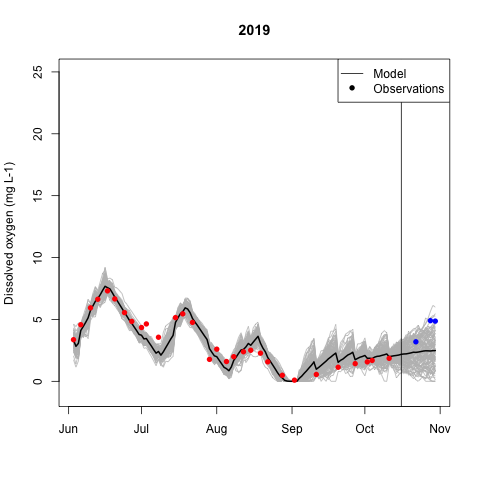 2019
Model
Observations
Dissolved oxygen (mg L-1)
25
20
15
10
5
0
Jun
Jul
Aug
Sep
Oct
Nov